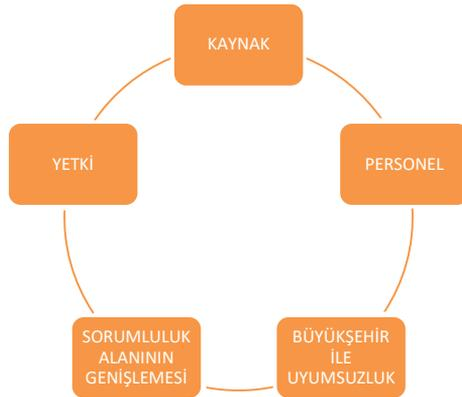 KAYNAK
PERSONEL
BÜYÜKŞEHİR
İLE
UYUMSUZLUK
SORUMLULUK
ALANININ
GENİŞLEMESİ
YETKİ